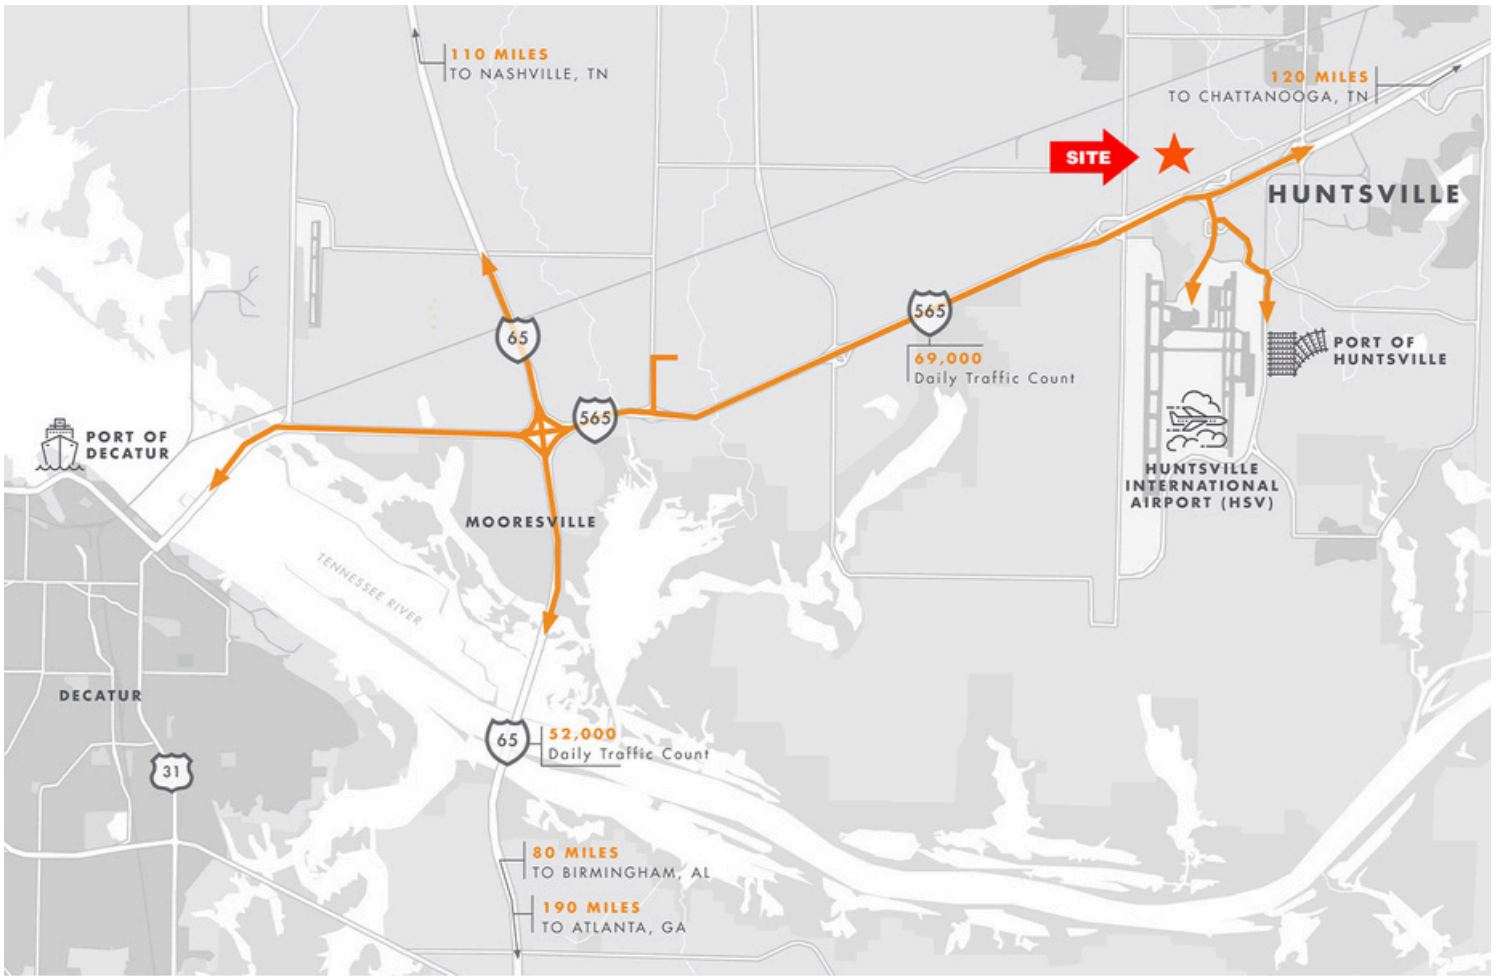 110 MILES
TO NASHVILLE, TN
120 MILES
TO CHATTANOOGA, TN
SITE
HUNTSVILLE
65
565
69,000
Daily Traffic Count
565
PORT OF
HUNTSVILLE
PORT OF
DECATUR
HUNTSVILLE
INTERNATIONAL
AIRPORT (HSV)
MOORESVILLE
TENNESSEE RIVER
DECATUR
31
65
52,000
Daily Traffic Count
80 MILES
TO BIRMINGHAM, AL
190 MILES
TO ATLANTA, GA